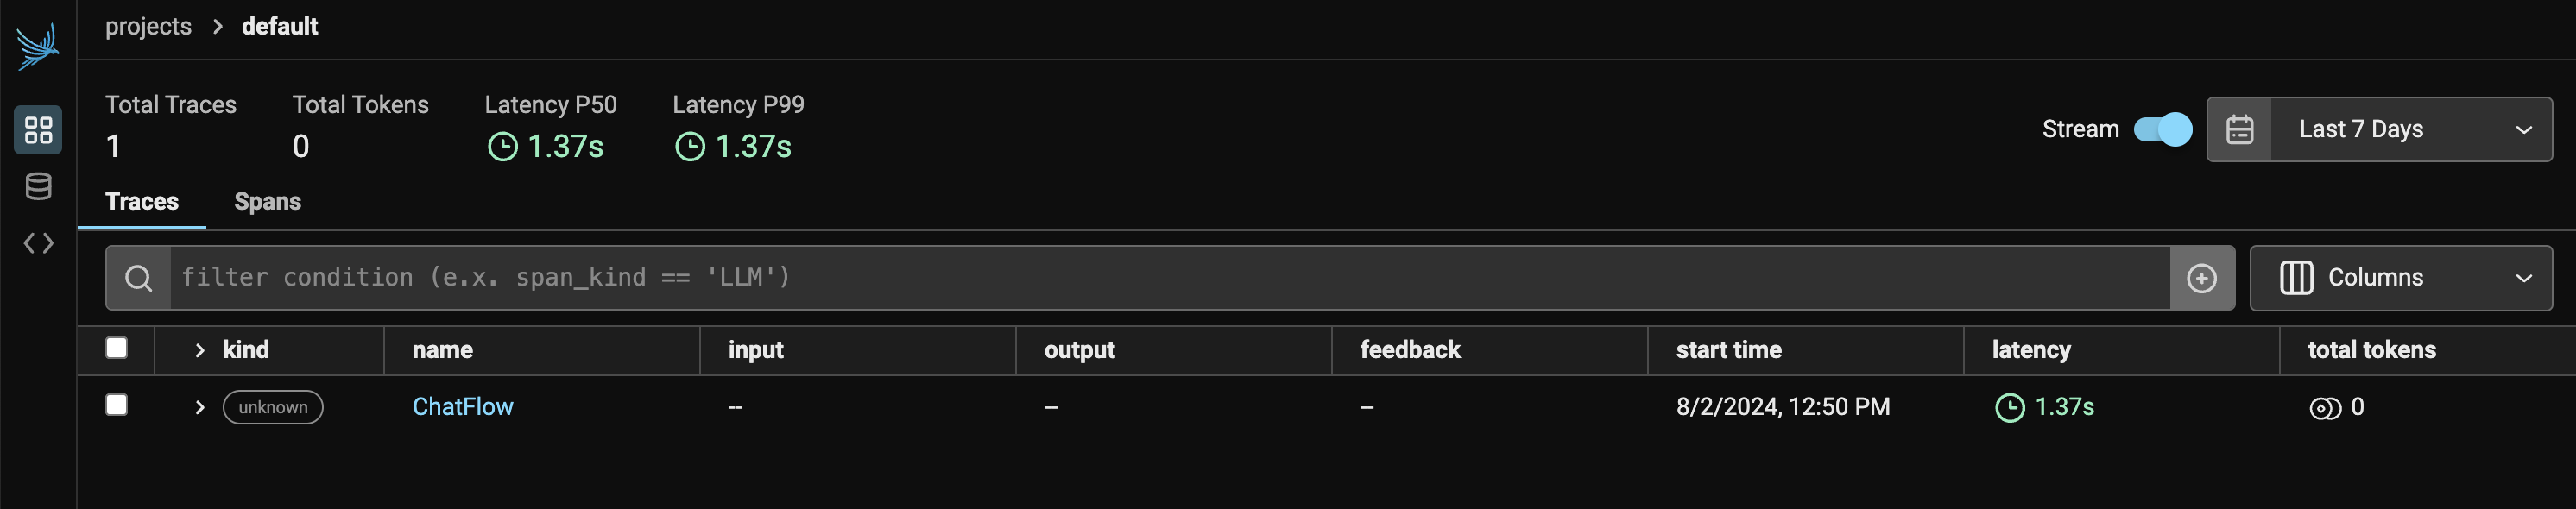 projects > default
Total Traces Total Tokens Latency P50 Latency P99
1 0 1.37s 1.37s
Stream Last 7 Days
Traces Spans
filter condition (e.x. span_kind == 'LLM') Columns
kind name input output feedback start time latency total tokens
unknown ChatFlow -- -- -- 8/2/2024, 12:50 PM 1.37s 0